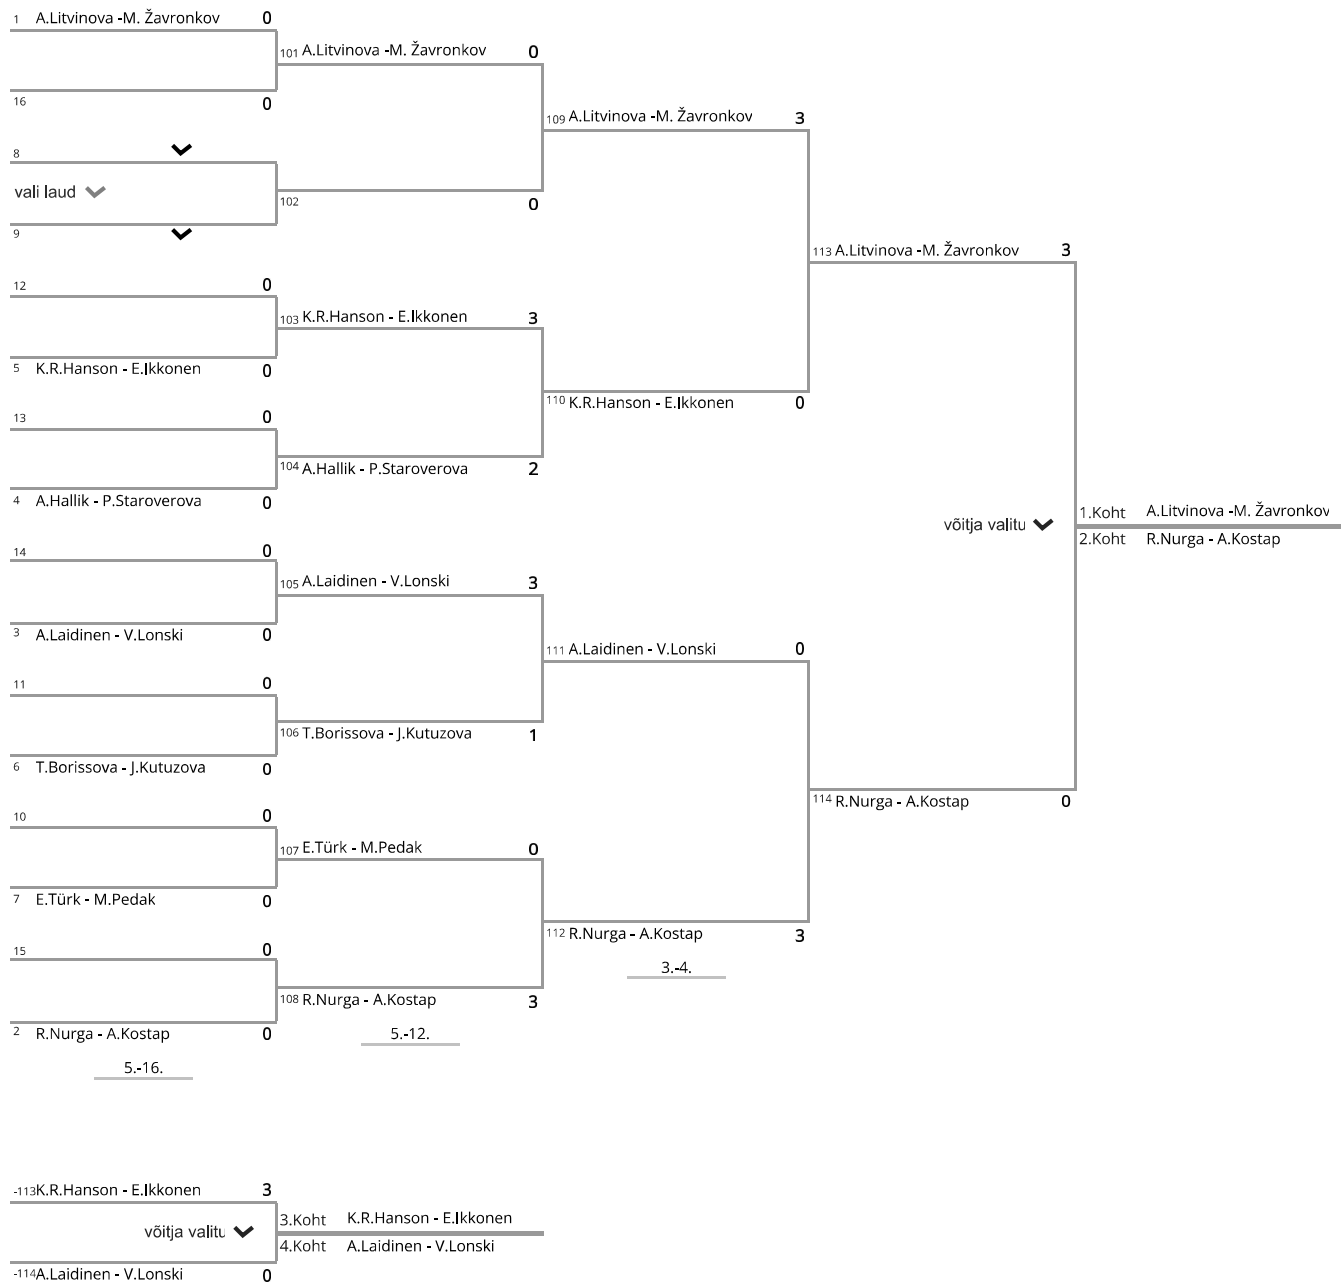 1 A.Litvinova -M. Žavronkov 0
101 A.Litvinova -M. Žavronkov 0
16 0
109 A.Litvinova -M. Žavronkov 3
8
vali laud
102 0
9
113 A.Litvinova -M. Žavronkov 3
12 0
103 K.R.Hanson - E.Ikkonen 3
5 K.R.Hanson - E.Ikkonen 0
110 K.R.Hanson - E.Ikkonen 0
13 0
104 A.Hallik - P.Staroverova 2
4 A.Hallik - P.Staroverova 0
võitja valitu
1.Koht A.Litvinova -M. Žavronkov
2.Koht R.Nurga - A.Kostap
14 0
105 A.Laidinen - V.Lonski 3
3 A.Laidinen - V.Lonski 0
111 A.Laidinen - V.Lonski 0
11 0
106 T.Borissova - J.Kutuzova 1
6 T.Borissova - J.Kutuzova 0
114 R.Nurga - A.Kostap 0
10 0
107 E.Türk - M.Pedak 0
7 E.Türk - M.Pedak 0
112 R.Nurga - A.Kostap 3
15 0
3.-4.
108 R.Nurga - A.Kostap 3
2 R.Nurga - A.Kostap 0
5.-12.
5.-16.
-113 K.R.Hanson - E.Ikkonen 3
võitja valitu
3.Koht K.R.Hanson - E.Ikkonen
4.Koht A.Laidinen - V.Lonski
-114 A.Laidinen - V.Lonski 0